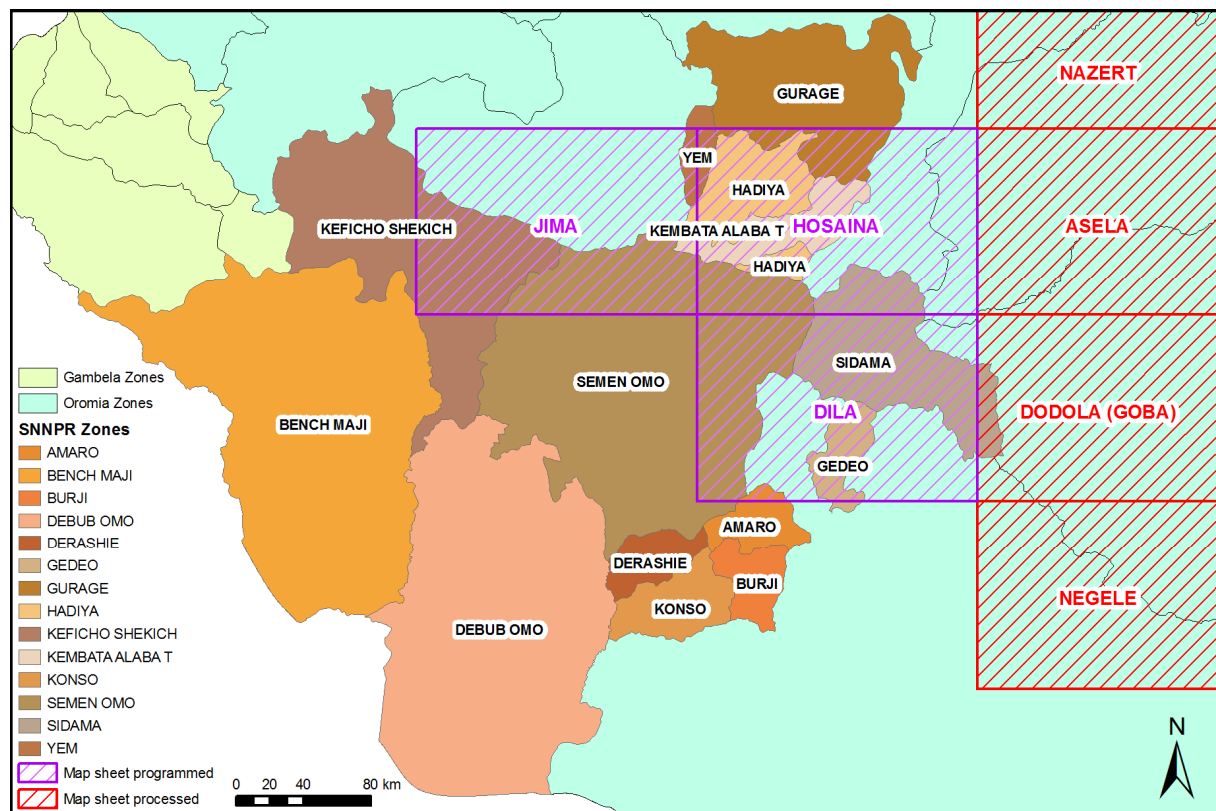 NAZERT
GURAGE
YEM
HADIYA
KEFICHO SHEKICH
JIMA
KEMBATA ALABA T
HOSAINA
ASELA
HADIYA
SIDAMA
SEMEN OMO
DILA
DODOLA (GOBA)
BENCH MAJI
GEDEO
AMARO
DERASHIE
BURJI
NEGELE
KONSO
DEBUB OMO
Gambela Zones
Oromia Zones
SNNPR Zones
AMARO
BENCH MAJI
BURJI
DEBUB OMO
DERASHIE
GEDEO
GURAGE
HADIYA
KEFICHO SHEKICH
KEMBATA ALABA T
KONSO
SEMEN OMO
SIDAMA
YEM
Map sheet programmed
Map sheet processed
0 20 40 80 km
N